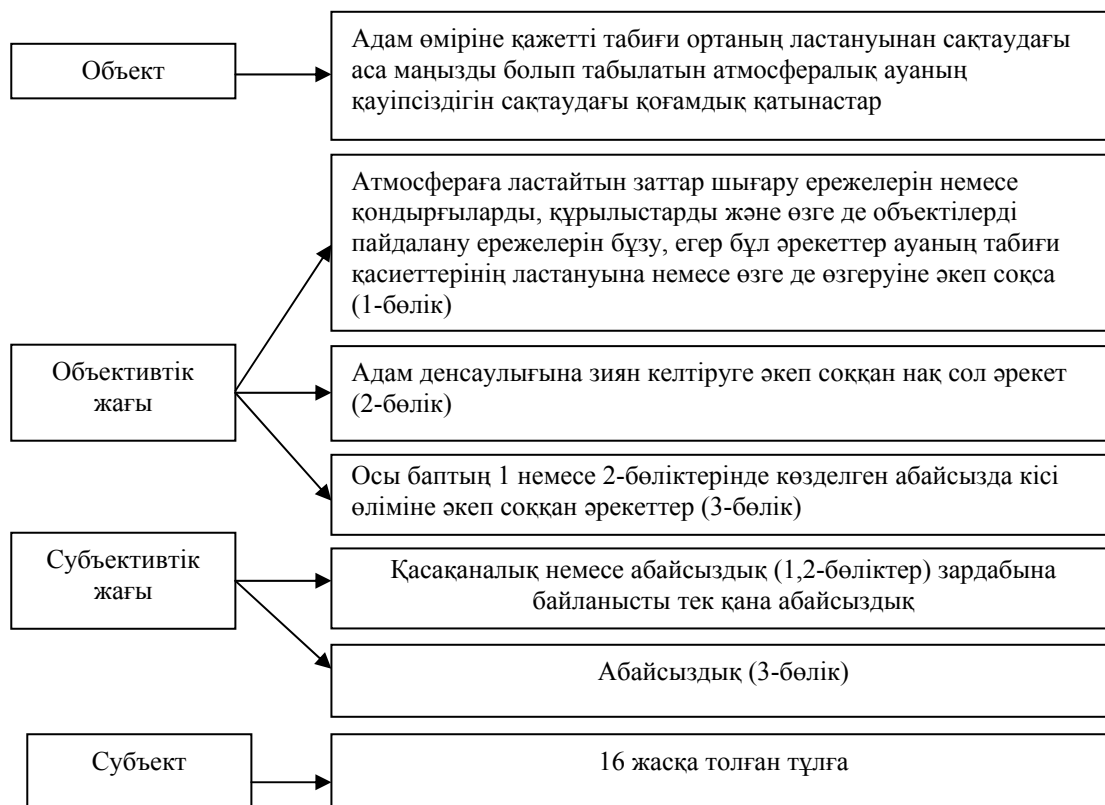 Объект
Адам өміріне қажетті табиғи ортаның ластануынан сақтаудағы
аса маңызды болып табылатын атмосфералық ауаның
қауіпсіздігін сақтаудағы қоғамдық қатынастар
Объективтік
жағы
Атмосфераға ластайтын заттар шығару ережелерін немесе
қондырғыларды, құрылыстарды және өзге де объектілерді
пайдалану ережелерін бұзу, егер бұл әрекеттер ауаның табиғи
қасиеттерінің ластануына немесе өзге де өзгеруіне әкеп соқса
(1-бөлік)
Адам денсаулығына зиян келтіруге әкеп соққан нақ сол әрекет
(2-бөлік)
Осы баптың 1 немесе 2-бөліктерінде көзделген абайсызда кісі
өліміне әкеп соққан әрекеттер (3-бөлік)
Субъективтік
жағы
Қасақаналық немесе абайсыздық (1,2-бөліктер) зардабына
байланысты тек қана абайсыздық
Абайсыздық (3-бөлік)
Субъект
16 жасқа толған тұлға